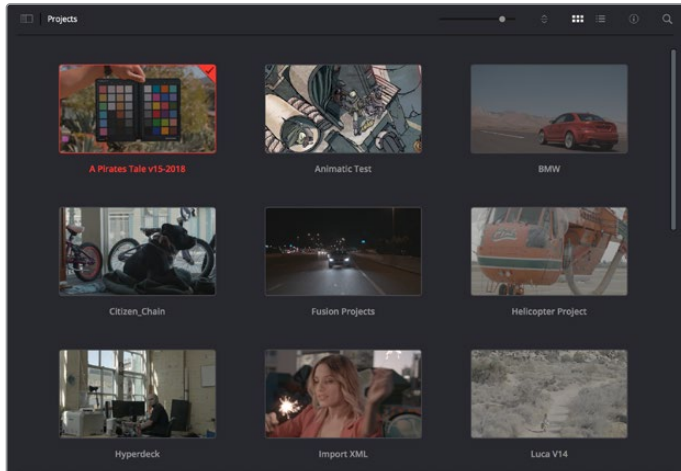 Projects
A Pirates Tale v15-2018
Animatic Test
BMW
Citizen_Chain
Fusion Projects
Helicopter Project
Hyperdeck
Import XML
Luca V14